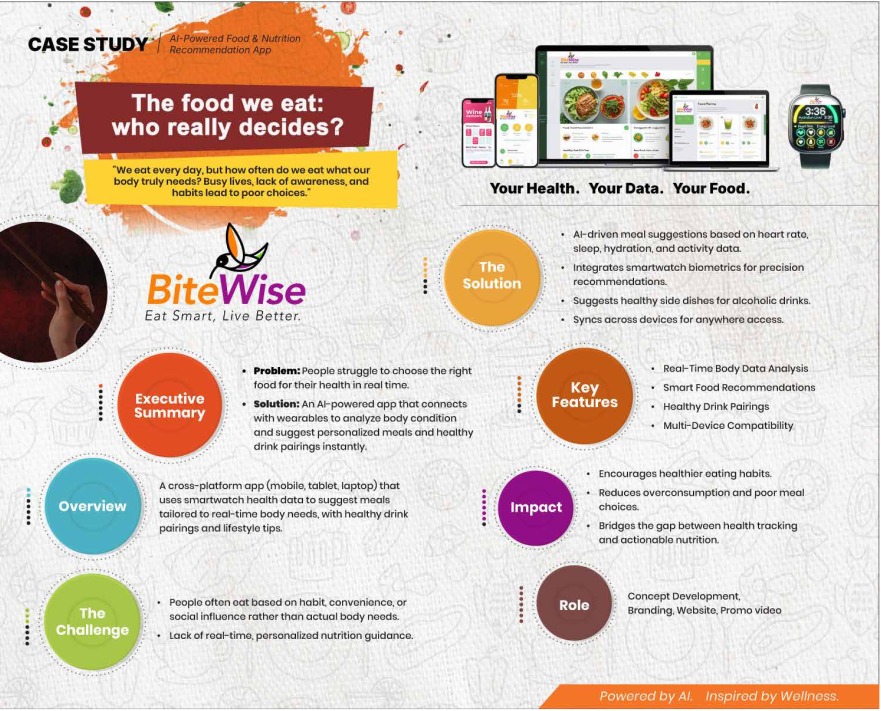 CASE STUDY
AI-Powered Food & Nutrition
Recommendation App
The food we eat:
who really decides?
"We eat every day, but how often do we eat what our
body truly needs? Busy lives, lack of awareness, and
habits lead to poor choices."
BiteWise
Eat Smart, Live Better.
Executive
Summary
• Problem: People struggle to choose the right
food for their health in real time.
• Solution: An AI-powered app that connects
with wearables to analyze body condition
and suggest personalized meals and healthy
drink pairings instantly.
Overview
A cross-platform app (mobile, tablet, laptop) that
uses smartwatch health data to suggest meals
tailored to real-time body needs, with healthy drink
pairings and lifestyle tips.
The
Challenge
• People often eat based on habit, convenience, or
social influence rather than actual body needs.
• Lack of real-time, personalized nutrition guidance.
Wine
3:36
Your Health. Your Data. Your Food.
The
Solution
• AI-driven meal suggestions based on heart rate,
sleep, hydration, and activity data.
• Integrates smartwatch biometrics for precision
recommendations.
• Suggests healthy side dishes for alcoholic drinks.
• Syncs across devices for anywhere access.
Key
Features
• Real-Time Body Data Analysis
• Smart Food Recommendations
• Healthy Drink Pairings
• Multi-Device Compatibility
Impact
• Encourages healthier eating habits.
• Reduces overconsumption and poor meal
choices.
• Bridges the gap between health tracking
and actionable nutrition.
Role
Concept Development,
Branding, Website, Promo video
Powered by AI. Inspired by Wellness.